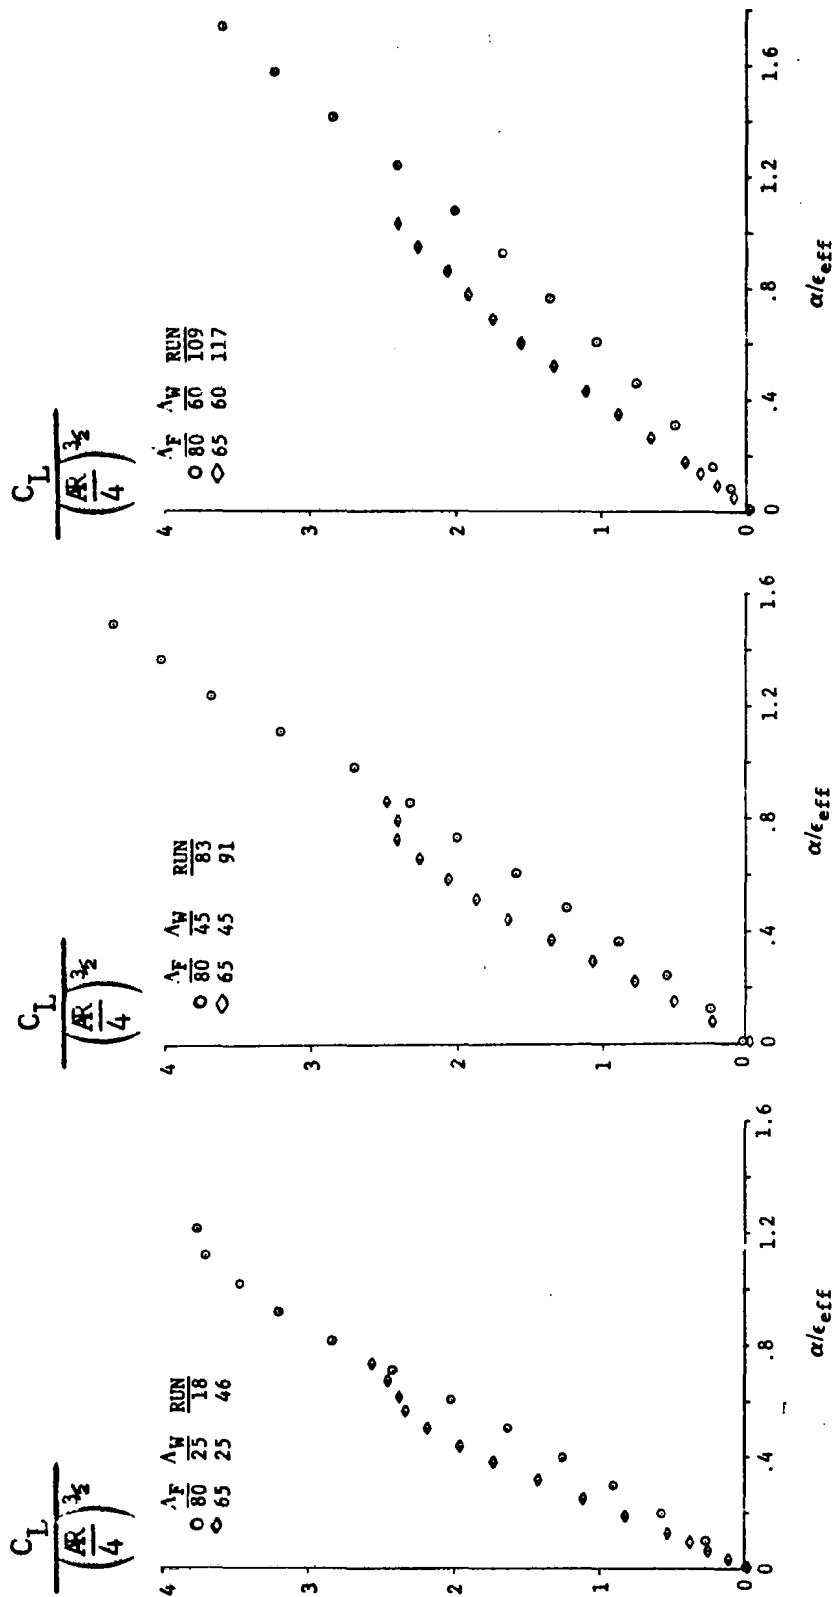 C_L
(AR/4)^{3/2}
Λ_F Λ_W RUN
○ 80 25 18
◇ 65 25 46
4
3
2
1
0
0 .4 .8 1.2 1.6
α/ϵ_eff
C_L
(AR/4)^{3/2}
Λ_F Λ_W RUN
○ 80 45 83
◇ 65 45 91
4
3
2
1
0
0 .4 .8 1.2 1.6
α/ϵ_eff
C_L
(AR/4)^{3/2}
Λ_F Λ_W RUN
○ 80 60 109
◇ 65 60 117
4
3
2
1
0
0 .4 .8 1.2 1.6
α/ϵ_eff